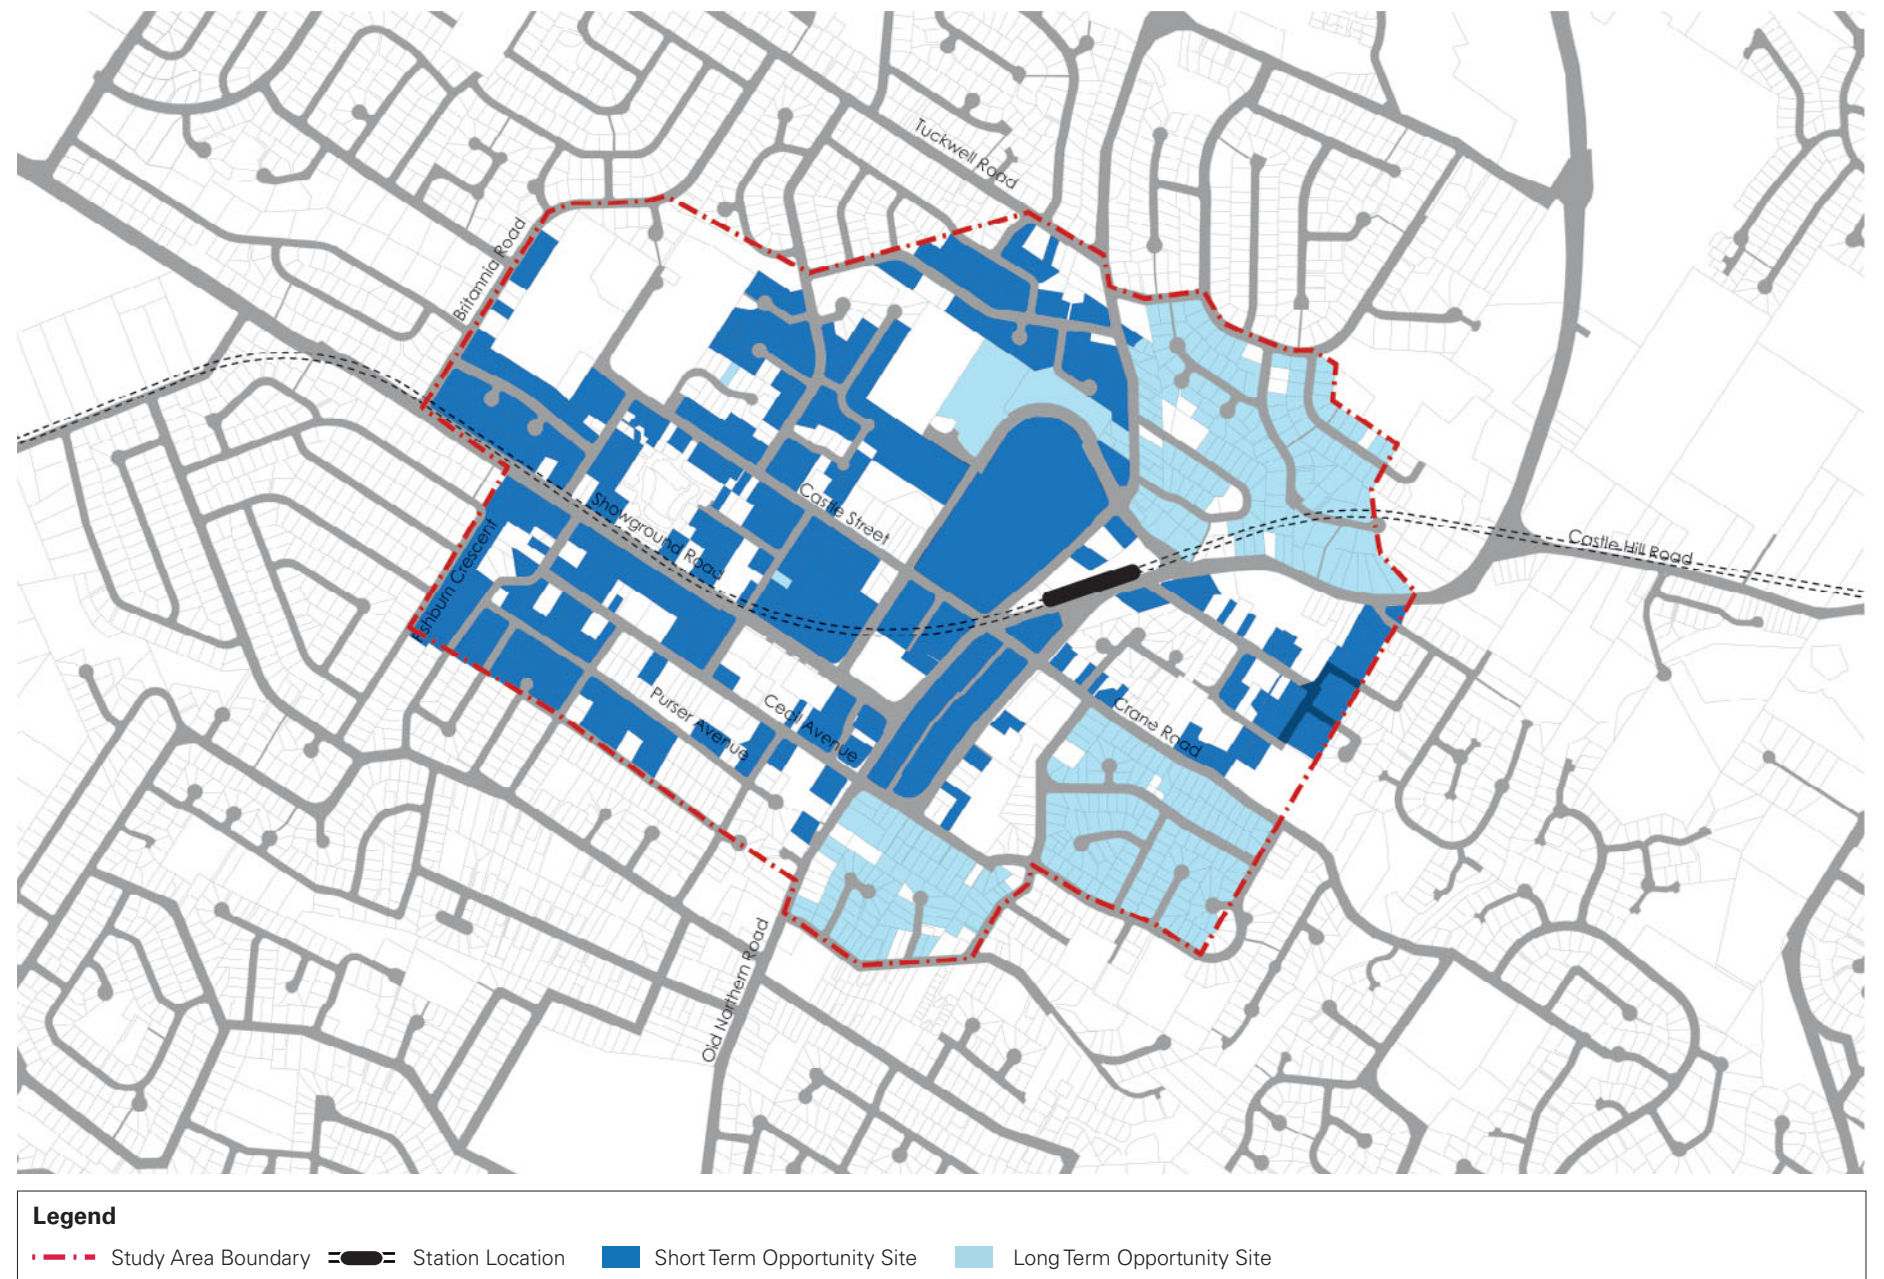 Tuckwell Road
Britannia Road
Castle Street
Showground Road
Fishburn Crescent
Castle Hill Road
Purser Avenue
Cecil Avenue
Crane Road
Old Northern Road
Legend
Study Area Boundary
Station Location
Short Term Opportunity Site
Long Term Opportunity Site